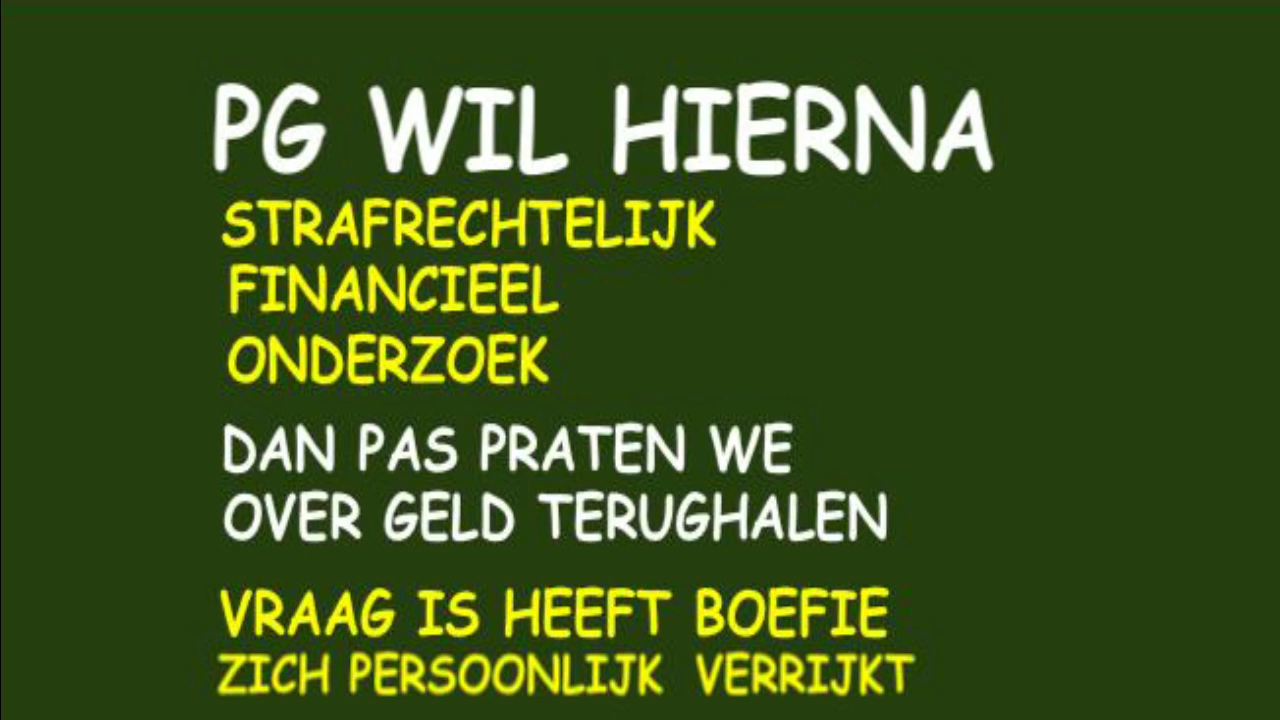 PG WIL HIERNA
STRAFRECHTELIJK
FINANCIEEL
ONDERZOEK
DAN PAS PRATEN WE
OVER GELD TERUGHALEN
VRAAG IS HEEFT BOEFIE
ZICH PERSOONLIJK VERRIJKT